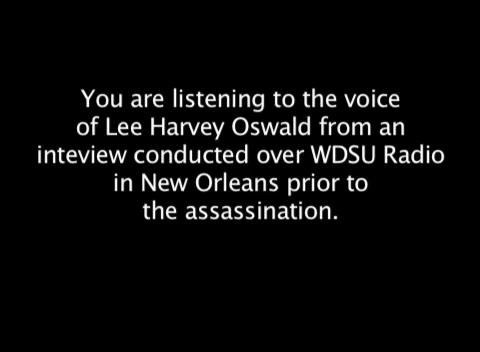 You are listening to the voice
of Lee Harvey Oswald from an
inteview conducted over WDSU Radio
in New Orleans prior to
the assassination.